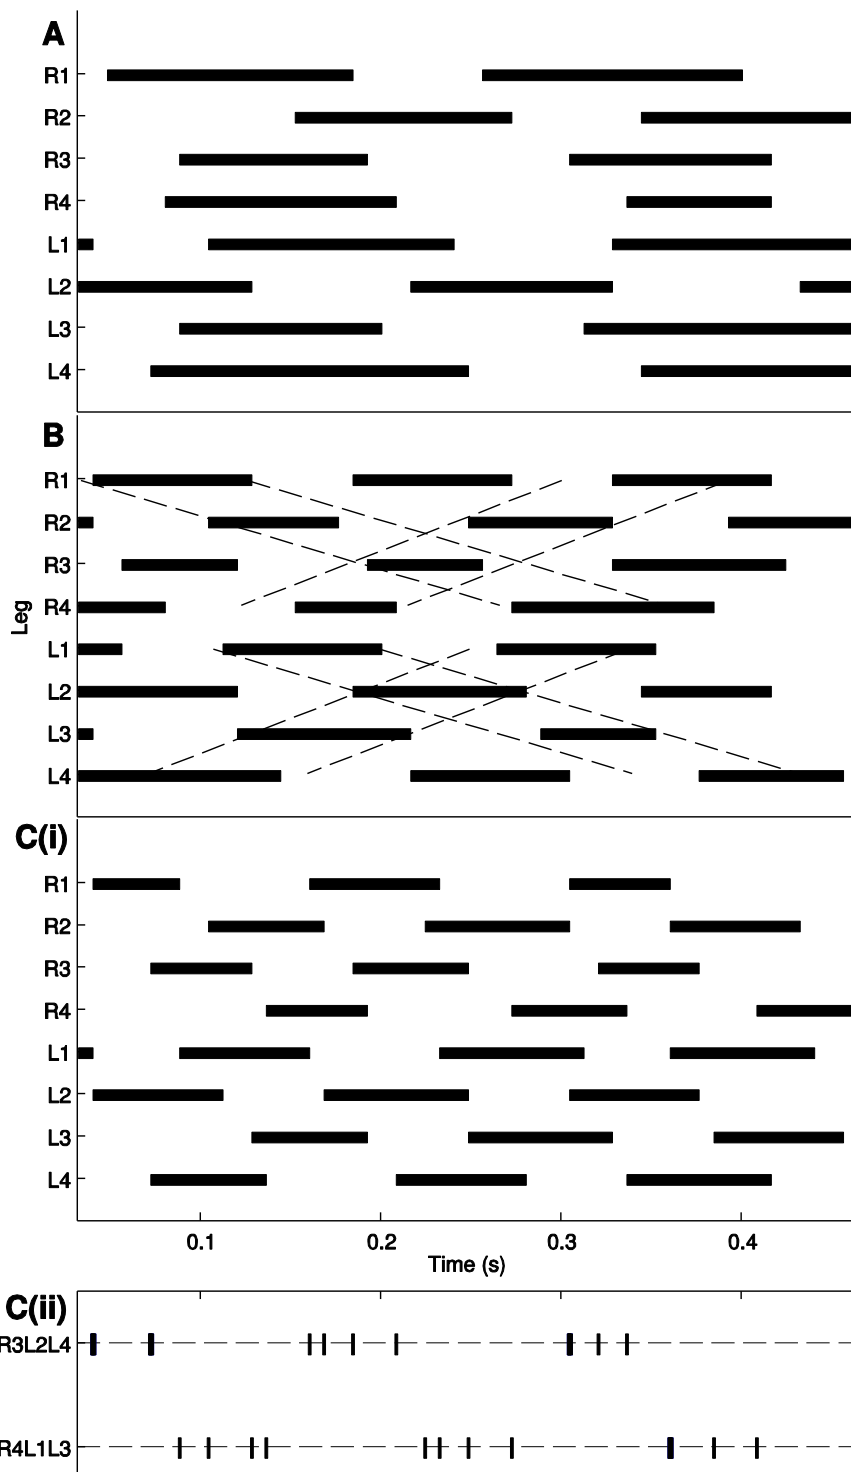 A
R1
R2
R3
R4
L1
L2
L3
L4
B
R1
R2
R3
R4
Leg
L1
L2
L3
L4
C(i)
R1
R2
R3
R4
L1
L2
L3
L4
0.1 0.2 0.3 0.4
Time (s)
C(ii)
R3L2L4
R4L1L3